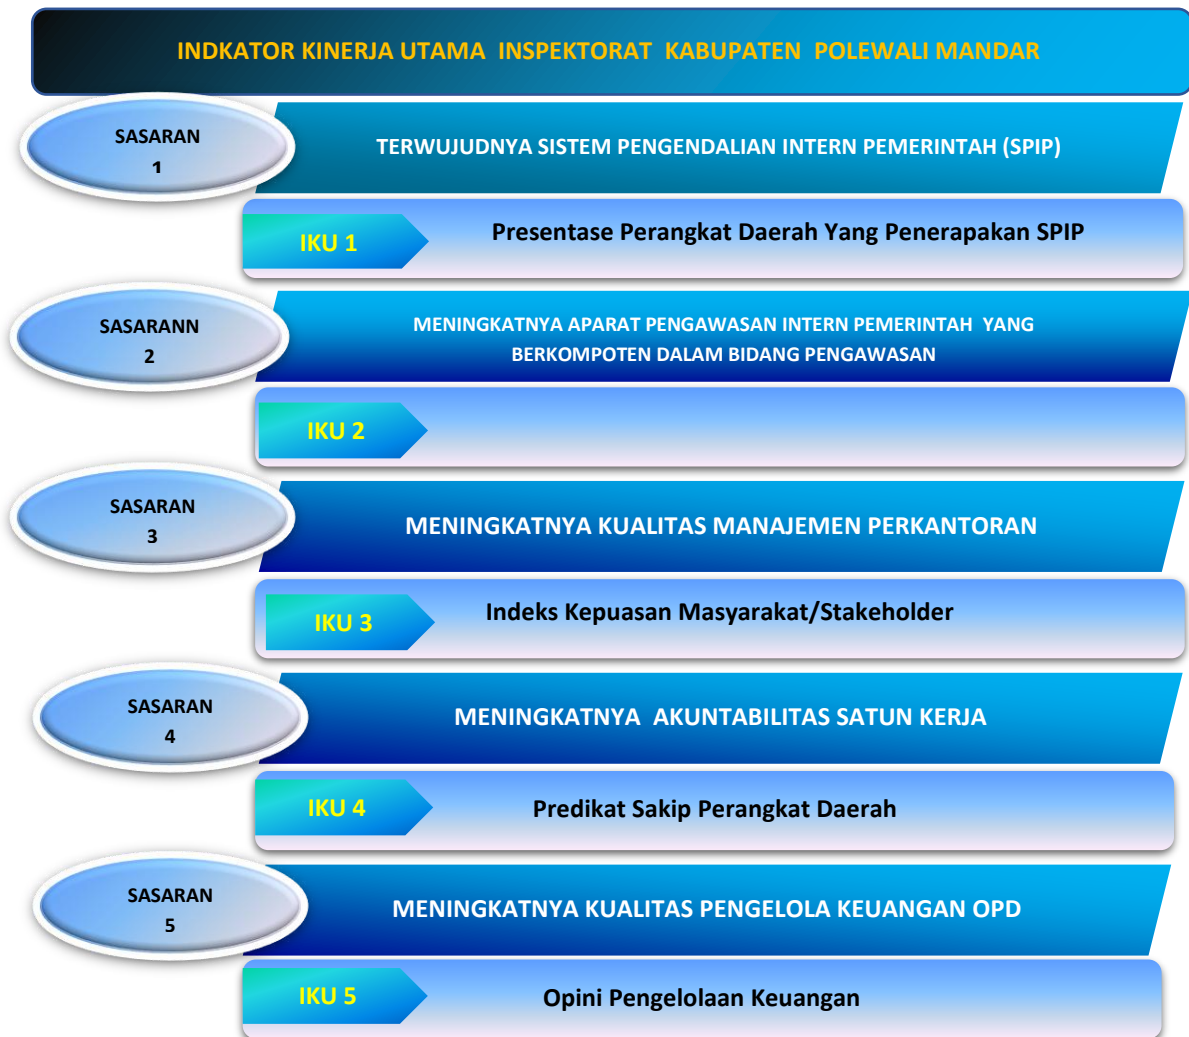 INDKATOR KINERJA UTAMA INSPEKTORAT KABUPATEN POLEWALI MANDAR
SASARAN
1
TERWUJUDNYA SISTEM PENGENDALIAN INTERN PEMERINTAH (SPIP)
IKU 1
Presentase Perangkat Daerah Yang Penerapakan SPIP
SASARANN
2
MENINGKATNYA APARAT PENGAWASAN INTERN PEMERINTAH YANG
BERKOMPOTEN DALAM BIDANG PENGAWASAN
IKU 2
SASARAN
3
MENINGKATNYA KUALITAS MANAJEMEN PERKANTORAN
IKU 3
Indeks Kepuasan Masyarakat/Stakeholder
SASARAN
4
MENINGKATNYA AKUNTABILITAS SATUN KERJA
IKU 4
Predikat Sakip Perangkat Daerah
SASARAN
5
MENINGKATNYA KUALITAS PENGELOLA KEUANGAN OPD
IKU 5
Opini Pengelolaan Keuangan